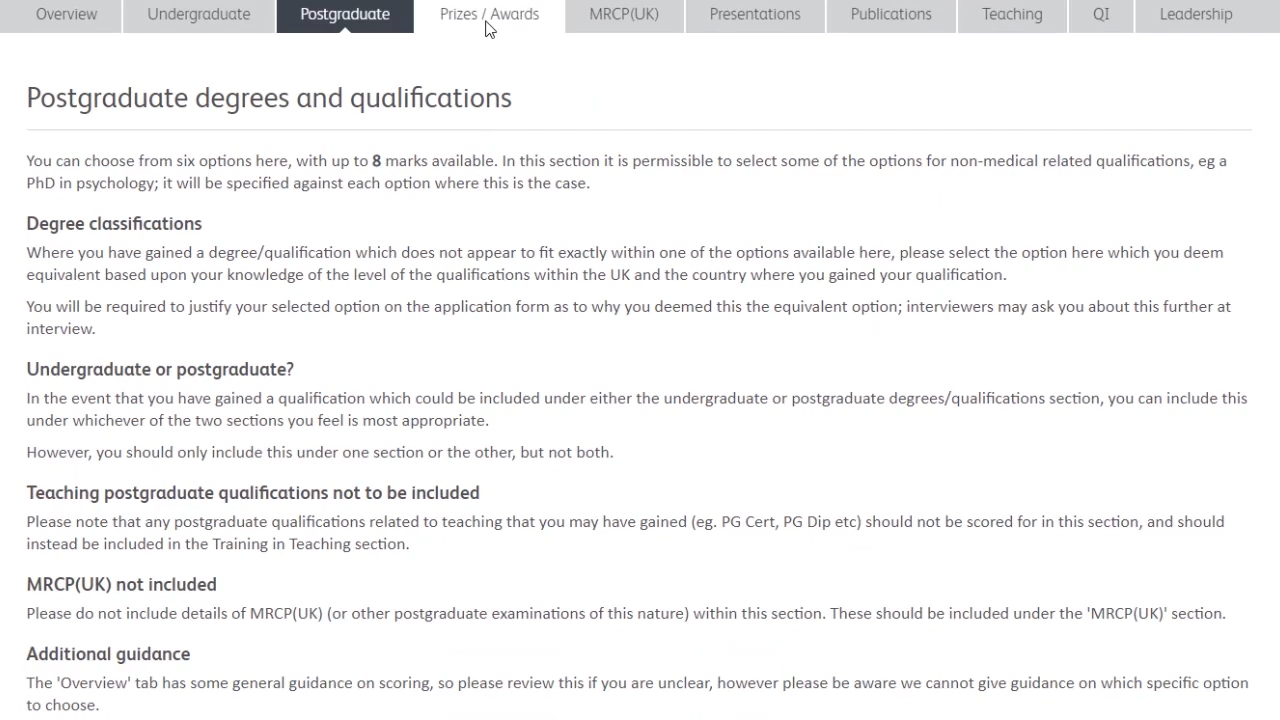 Overview Undergraduate Postgraduate Prizes / Awards MRCP(UK) Presentations Publications Teaching QI Leadership
Postgraduate degrees and qualifications
You can choose from six options here, with up to 8 marks available. In this section it is permissible to select some of the options for non-medical related qualifications, eg a
PhD in psychology; it will be specified against each option where this is the case.
Degree classifications
Where you have gained a degree/qualification which does not appear to fit exactly within one of the options available here, please select the option here which you deem
equivalent based upon your knowledge of the level of the qualifications within the UK and the country where you gained your qualification.
You will be required to justify your selected option on the application form as to why you deemed this the equivalent option; interviewers may ask you about this further at
interview.
Undergraduate or postgraduate?
In the event that you have gained a qualification which could be included under either the undergraduate or postgraduate degrees/qualifications section, you can include this
under whichever of the two sections you feel is most appropriate.
However, you should only include this under one section or the other, but not both.
Teaching postgraduate qualifications not to be included
Please note that any postgraduate qualifications related to teaching that you may have gained (eg. PG Cert, PG Dip etc) should not be scored for in this section, and should
instead be included in the Training in Teaching section.
MRCP(UK) not included
Please do not include details of MRCP(UK) (or other postgraduate examinations of this nature) within this section. These should be included under the 'MRCP(UK)' section.
Additional guidance
The 'Overview' tab has some general guidance on scoring, so please review this if you are unclear, however please be aware we cannot give guidance on which specific option
to choose.